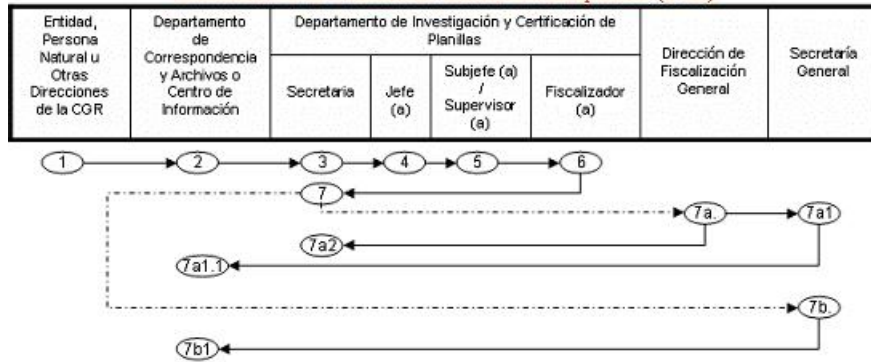 Entidad,
Persona
Natural u
Otras
Direcciones
de la CGR
Departamento
de
Correspondencia
y Archivos o
Centro de
Información
Departamento de Investigación y Certificación de
Planillas
Secretaria
Jefe
(a)
Subjefe (a)
/
Supervisor
(a)
Fiscalizador
(a)
Dirección de
Fiscalización
General
Secretaría
General
1
2
3
4
5
6
7
7a.
7a1
7a2
7a1.1
7b.
7b1